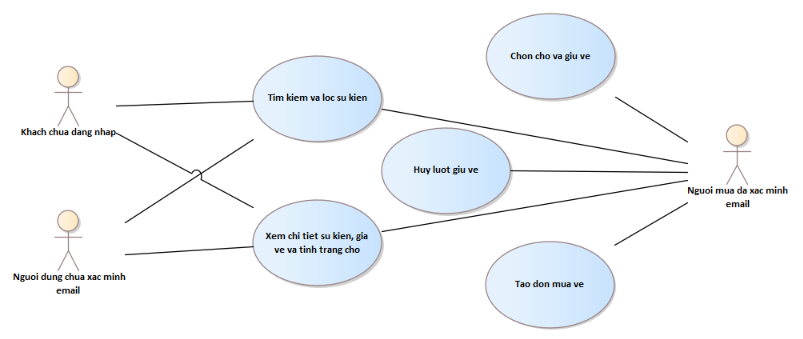 Chon cho va giu ve
Tim kiem va loc su kien
Khach chua dang nhap
Huy luot giu ve
Nguoi mua da xac minh
email
Xem chi tiet su kien, gia
ve va tinh trang cho
Nguoi dung chua xac minh
email
Tao don mua ve